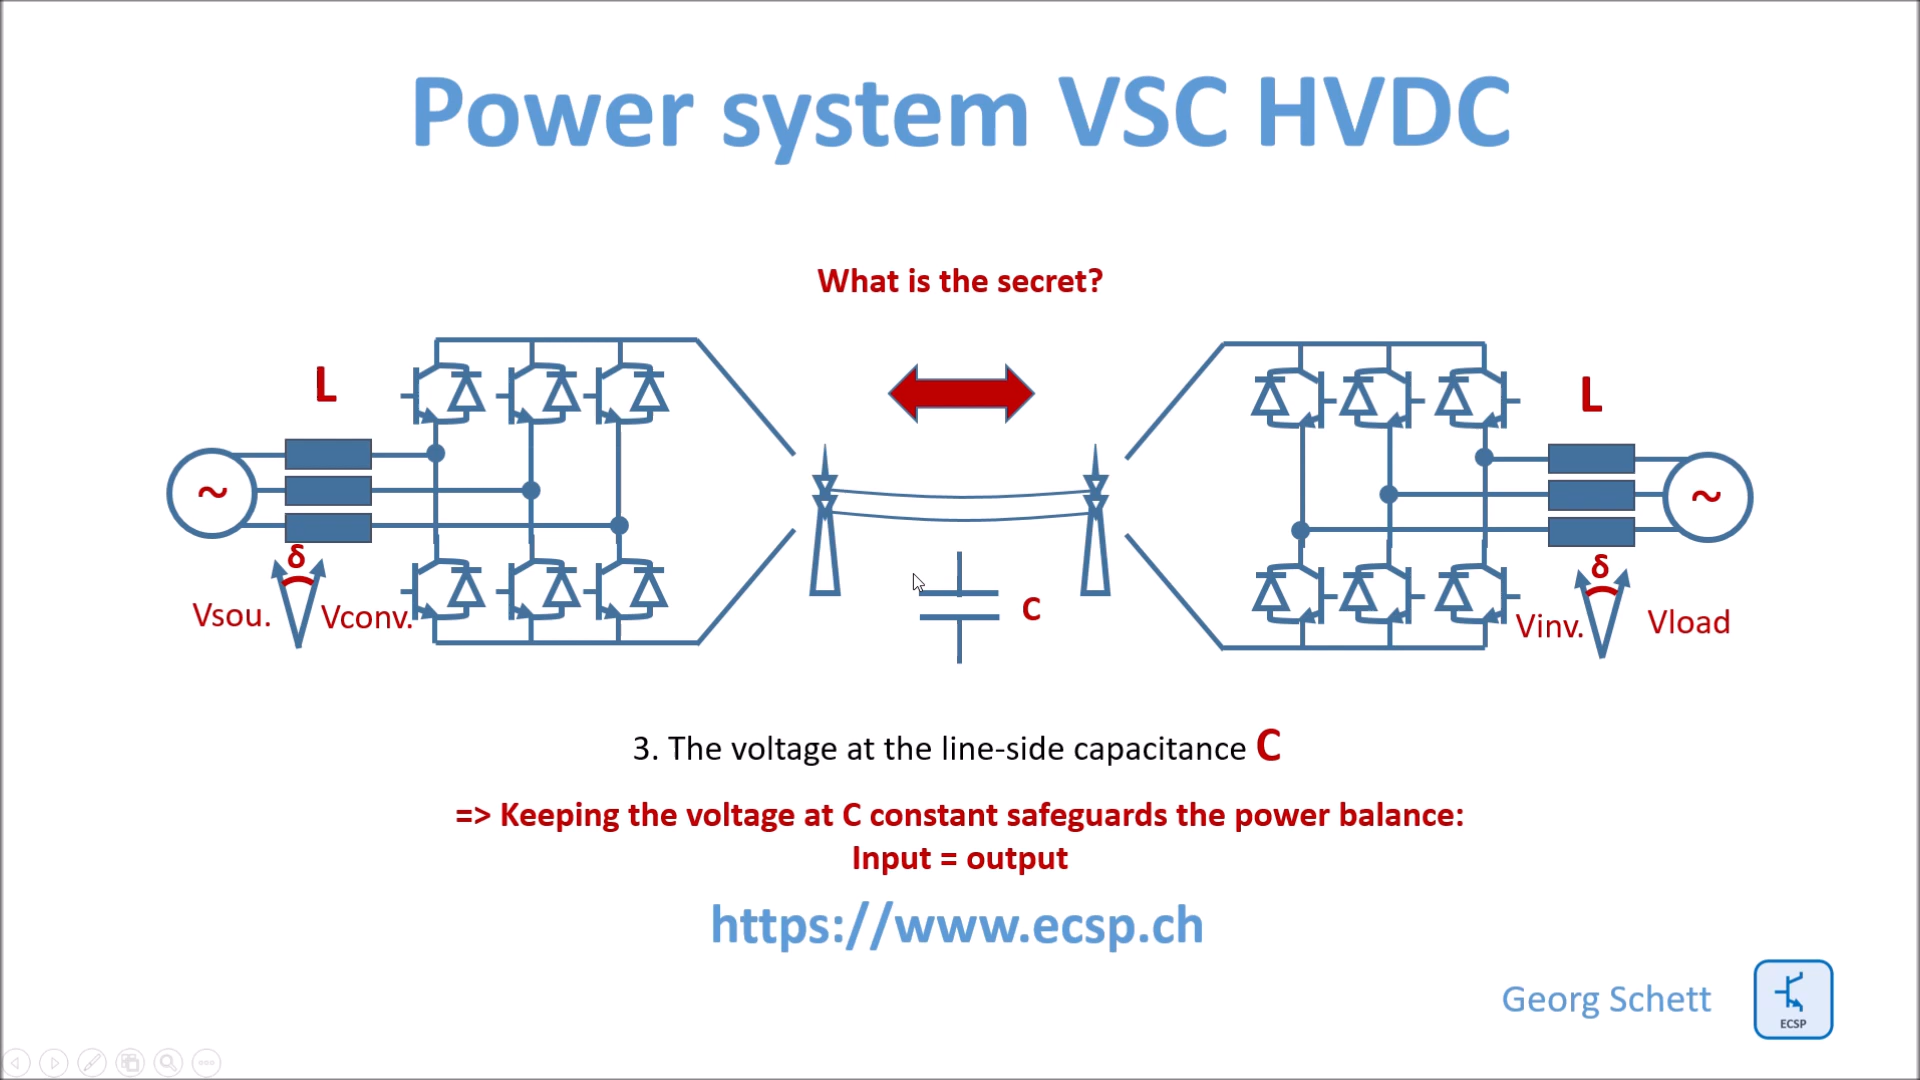 Power system VSC HVDC
What is the secret?
L
L
~
~
δ
δ
Vsou.
Vconv.
C
Vinv.
Vload
3. The voltage at the line-side capacitance C
=> Keeping the voltage at C constant safeguards the power balance:
Input = output
https://www.ecsp.ch
Georg Schett
ECSP